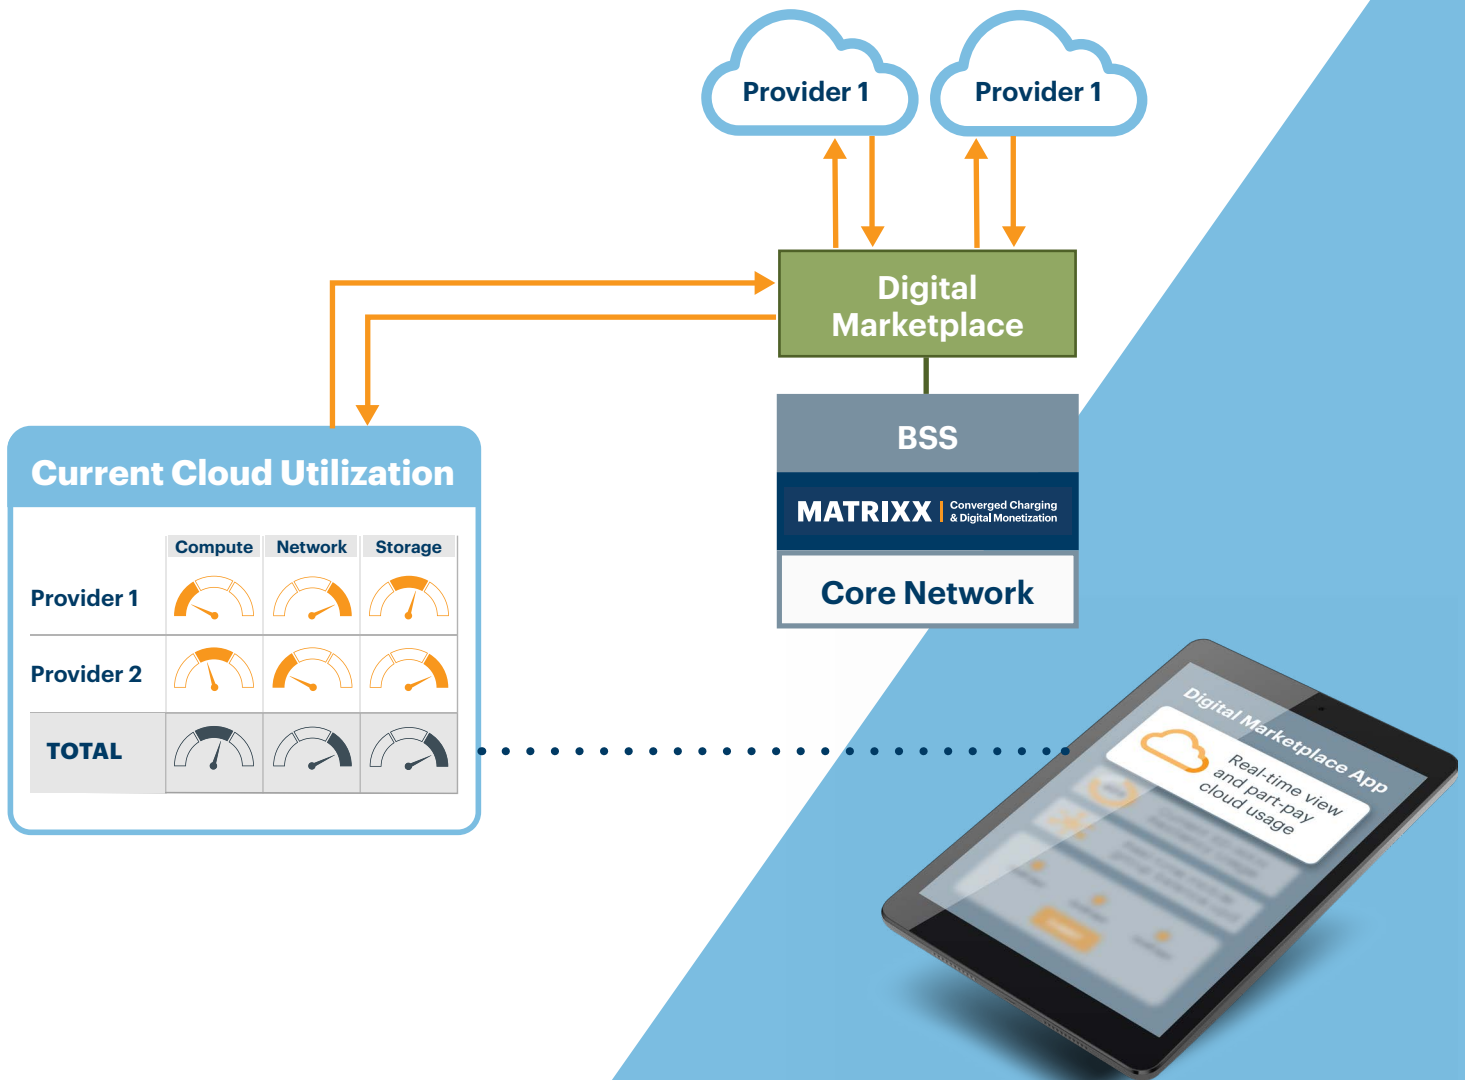 Provider 1
Provider 1
Digital
Marketplace
BSS
MATRIXX
Converged Charging
& Digital Monetization
Core Network
Current Cloud Utilization
Compute Network Storage
Provider 1
Provider 2
TOTAL
Digital Marketplace App
Real-time view
and part-pay
cloud usage